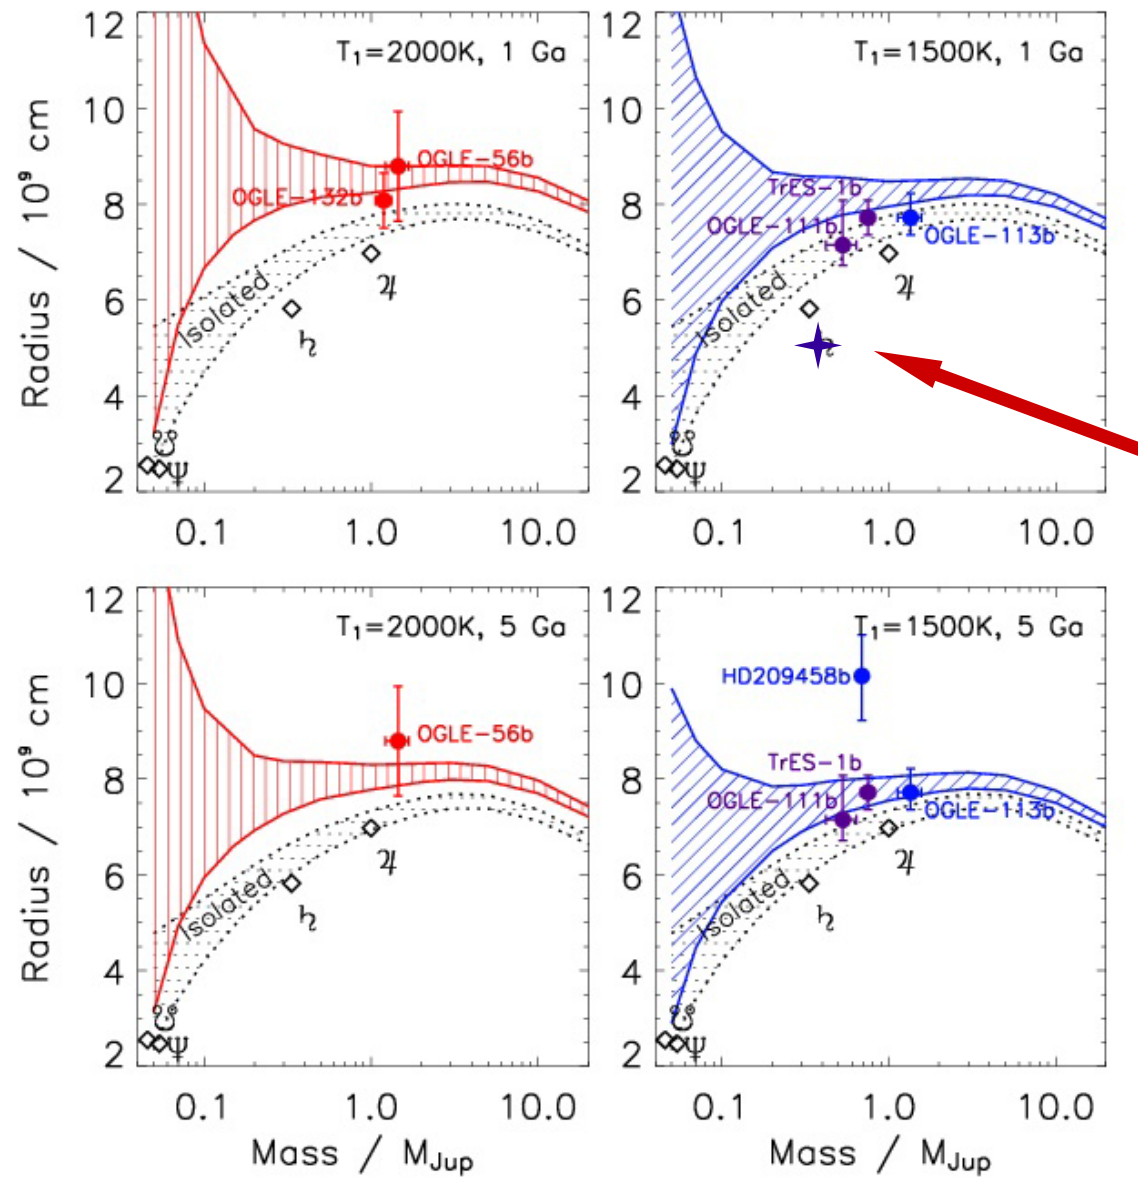 T₁=2000K, 1 Ga
12
10
8
6
4
2
Radius / 10⁹ cm
OGLE-56b
OGLE-132b
Isolated
♃
♄
☋
Ψ
0.1 1.0 10.0
T₁=1500K, 1 Ga
12
10
8
6
4
2
TrES-1b
OGLE-111b
OGLE-113b
Isolated
♃
☋
Ψ
0.1 1.0 10.0
T₁=2000K, 5 Ga
12
10
8
6
4
2
Radius / 10⁹ cm
OGLE-56b
Isolated
♃
♄
☋
Ψ
0.1 1.0 10.0
Mass / M_Jup
T₁=1500K, 5 Ga
12
10
8
6
4
2
HD209458b
TrES-1b
OGLE-111b
OGLE-113b
Isolated
♃
♄
☋
Ψ
0.1 1.0 10.0
Mass / M_Jup